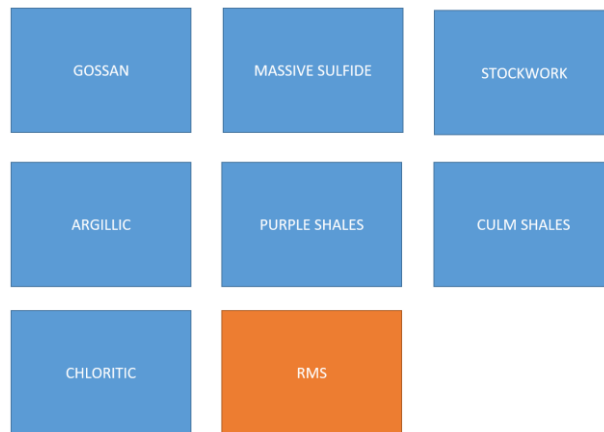 GOSSAN
MASSIVE SULFIDE
STOCKWORK
ARGILLIC
PURPLE SHALES
CULM SHALES
CHLORITIC
RMS